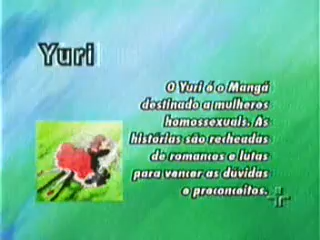 Yuri
O Yuri é o Mangá
destinado a mulheres
homossexuais. As
histórias são recheadas
de romances e lutas
para vencer as dúvidas
e preconceitos.